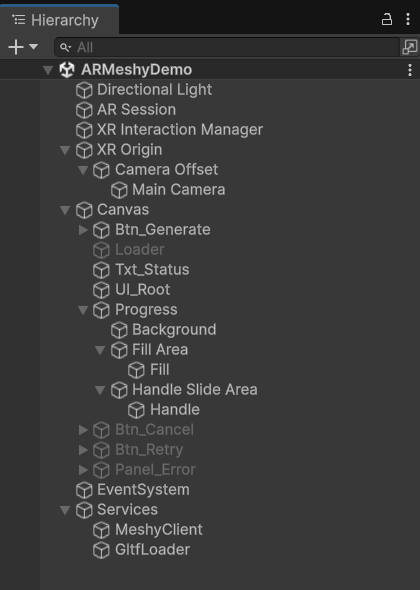 Hierarchy
All
ARMeshyDemo
Directional Light
AR Session
XR Interaction Manager
XR Origin
Camera Offset
Main Camera
Canvas
Btn_Generate
Loader
Txt_Status
UI_Root
Progress
Background
Fill Area
Fill
Handle Slide Area
Handle
Btn_Cancel
Btn_Retry
Panel_Error
EventSystem
Services
MeshyClient
GltfLoader